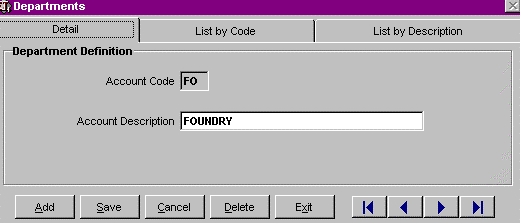 Departments
Detail List by Code List by Description
Department Definition
Account Code FO
Account Description FOUNDRY
Add Save Cancel Delete Exit